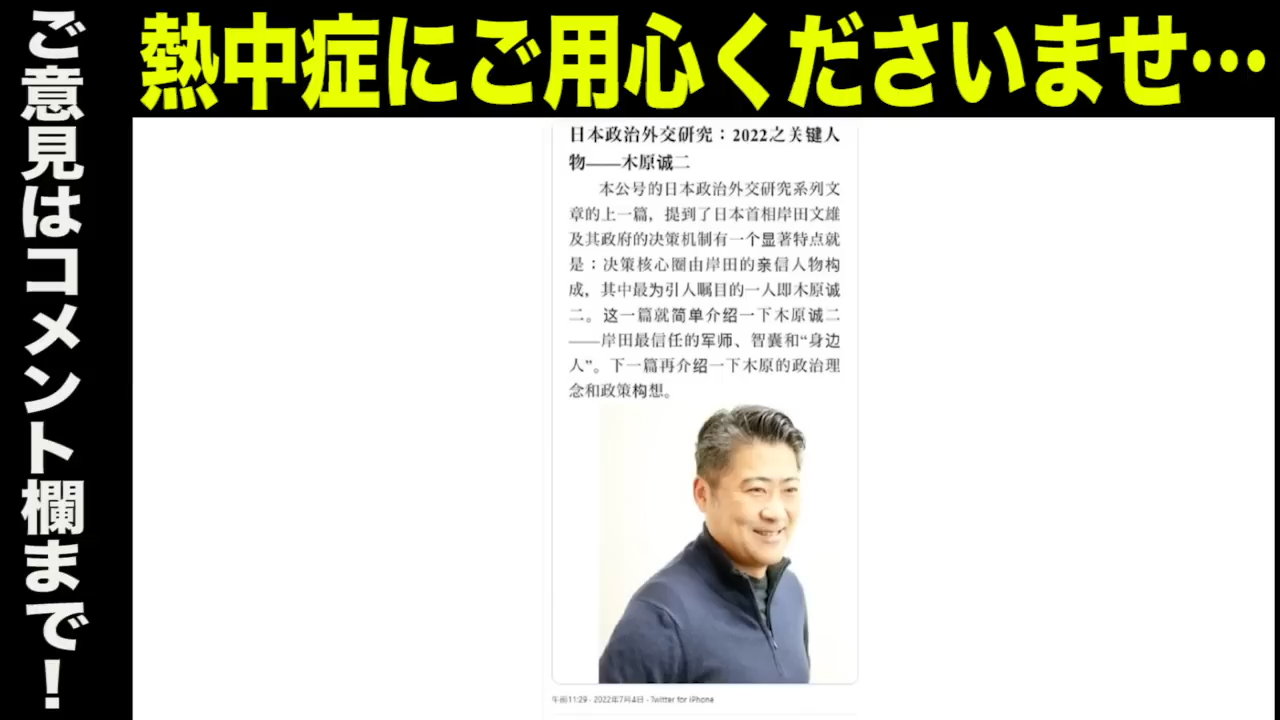 熱中症にご用心くださいませ…
ご意見はコメント欄まで!
日本政治外交研究：2022之关键人
物——木原诚二
本公号的日本政治外交研究系列文
章的上一篇，提到了日本首相岸田文雄
及其政府的决策机制有一个显著特点就
是：决策核心圈由岸田的亲信人物构
成，其中最为引人瞩目的一人即木原诚
二。这一篇就简单介绍一下木原诚二
——岸田最信任的军师、智囊和“身边
人”。下一篇再介绍一下木原的政治理
念和政策构想。
午前11:29 · 2022年7月4日 · Twitter for iPhone